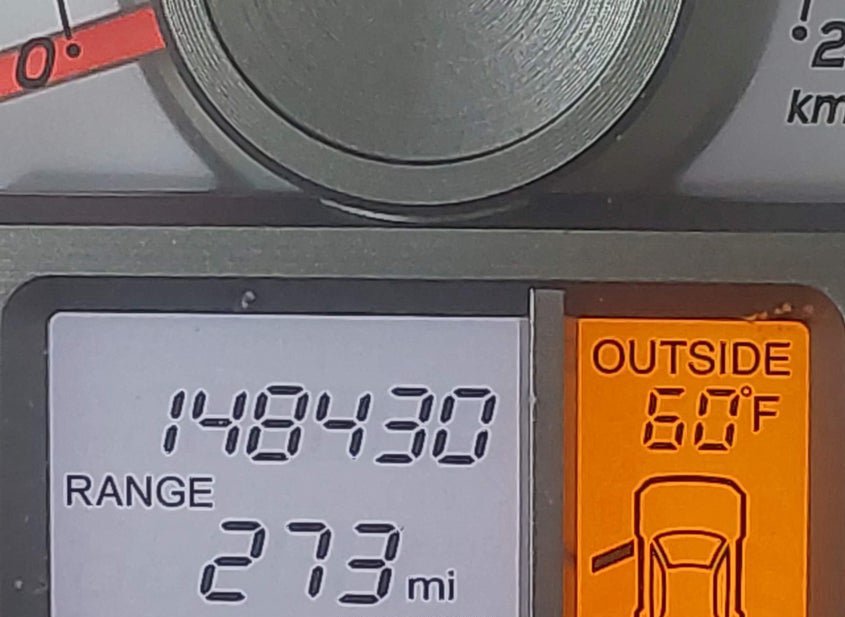 0
2
km
148430
RANGE
273 mi
OUTSIDE
60°F